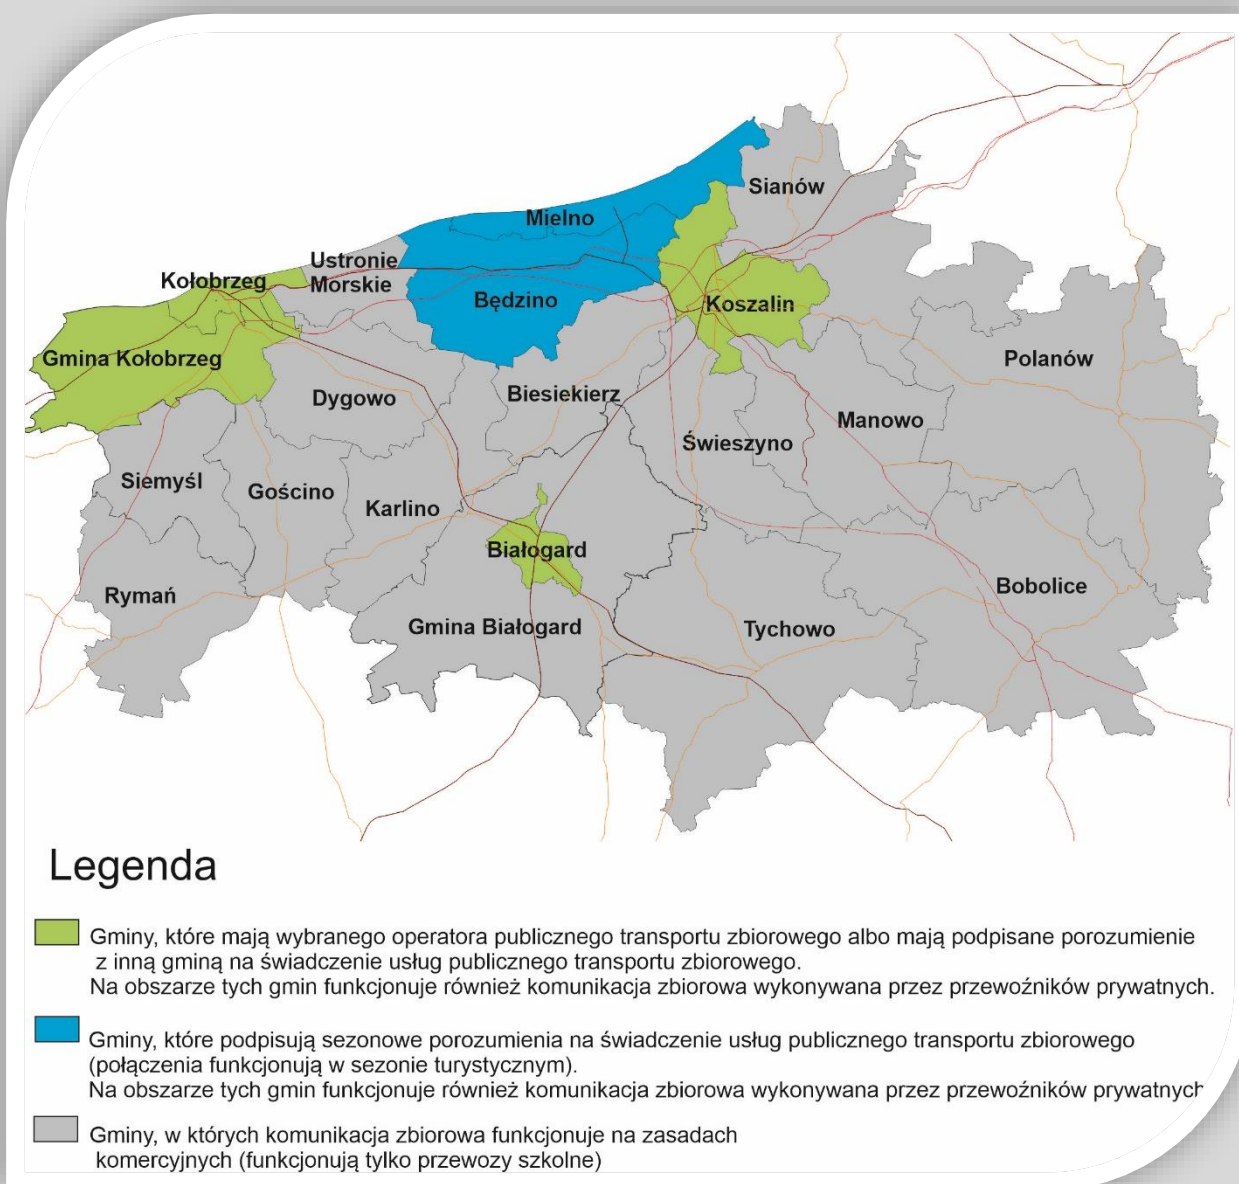 Sianów
Mielno
Ustronie
Morskie
Kołobrzeg
Będzino
Koszalin
Gmina Kołobrzeg
Polanów
Dygowo
Biesiekierz
Manowo
Świeszyno
Siemyśl
Gościno
Karlino
Białogard
Rymań
Bobolice
Gmina Białogard
Tychowo
Legenda
Gminy, które mają wybranego operatora publicznego transportu zbiorowego albo mają podpisane porozumienie
z inną gminą na świadczenie usług publicznego transportu zbiorowego.
Na obszarze tych gmin funkcjonuje również komunikacja zbiorowa wykonywana przez przewoźników prywatnych.
Gminy, które podpisują sezonowe porozumienia na świadczenie usług publicznego transportu zbiorowego
(połączenia funkcjonują w sezonie turystycznym).
Na obszarze tych gmin funkcjonuje również komunikacja zbiorowa wykonywana przez przewoźników prywatnych
Gminy, w których komunikacja zbiorowa funkcjonuje na zasadach
komercyjnych (funkcjonują tylko przewozy szkolne)